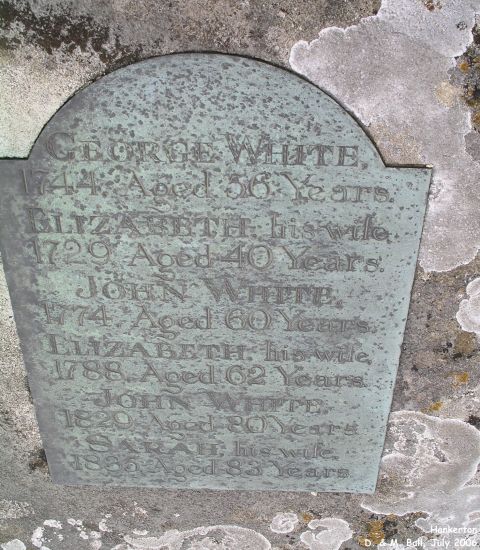 GEORGE WHITE
1744. Aged 56 Years.
ELIZABETH, his wife,
1729. Aged 40 Years.
JOHN WHITE,
1774. Aged 60 Years.
ELIZABETH, his wife,
1788. Aged 62 Years.
JOHN WHITE,
1820. Aged 80 Years
SARAH, his wife,
1835. Aged 83 Years
Hankerton
D. & M. Ball, July 2006